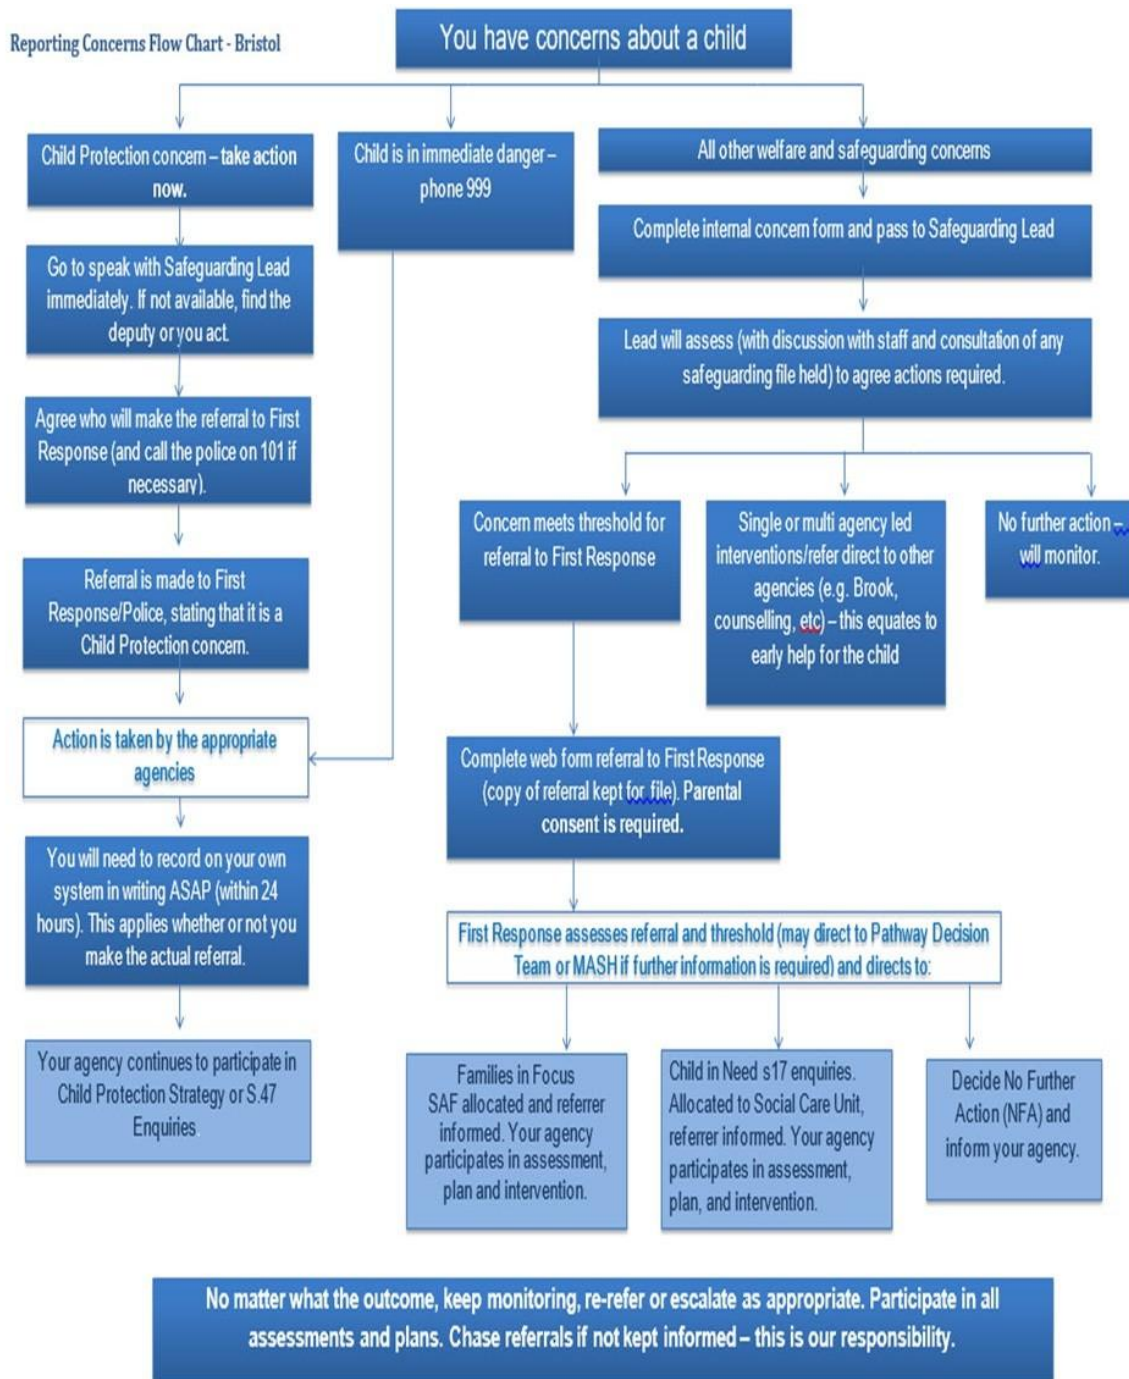 Reporting Concerns Flow Chart - Bristol
You have concerns about a child
Child Protection concern – take action
now.
Go to speak with Safeguarding Lead
immediately. If not available, find the
deputy or you act.
Agree who will make the referral to First
Response (and call the police on 101 if
necessary).
Referral is made to First
Response/Police, stating that it is a
Child Protection concern.
Action is taken by the appropriate
agencies
You will need to record on your own
system in writing ASAP (within 24
hours). This applies whether or not you
make the actual referral.
Your agency continues to participate in
Child Protection Strategy or S.47
Enquiries.
Child is in immediate danger –
phone 999
All other welfare and safeguarding concerns
Complete internal concern form and pass to Safeguarding Lead
Lead will assess (with discussion with staff and consultation of any
safeguarding file held) to agree actions required.
Concern meets threshold for
referral to First Response
Single or multi agency led
interventions/refer direct to other
agencies (e.g. Brook,
counselling, etc) – this equates to
early help for the child
No further action –
will monitor.
Complete web form referral to First Response
(copy of referral kept for file). Parental
consent is required.
First Response assesses referral and threshold (may direct to Pathway Decision
Team or MASH if further information is required) and directs to:
Families in Focus
SAF allocated and referrer
informed. Your agency
participates in assessment,
plan and intervention.
Child in Need s17 enquiries.
Allocated to Social Care Unit,
referrer informed. Your agency
participates in assessment,
plan, and intervention.
Decide No Further
Action (NFA) and
inform your agency.
No matter what the outcome, keep monitoring, re-refer or escalate as appropriate. Participate in all
assessments and plans. Chase referrals if not kept informed – this is our responsibility.